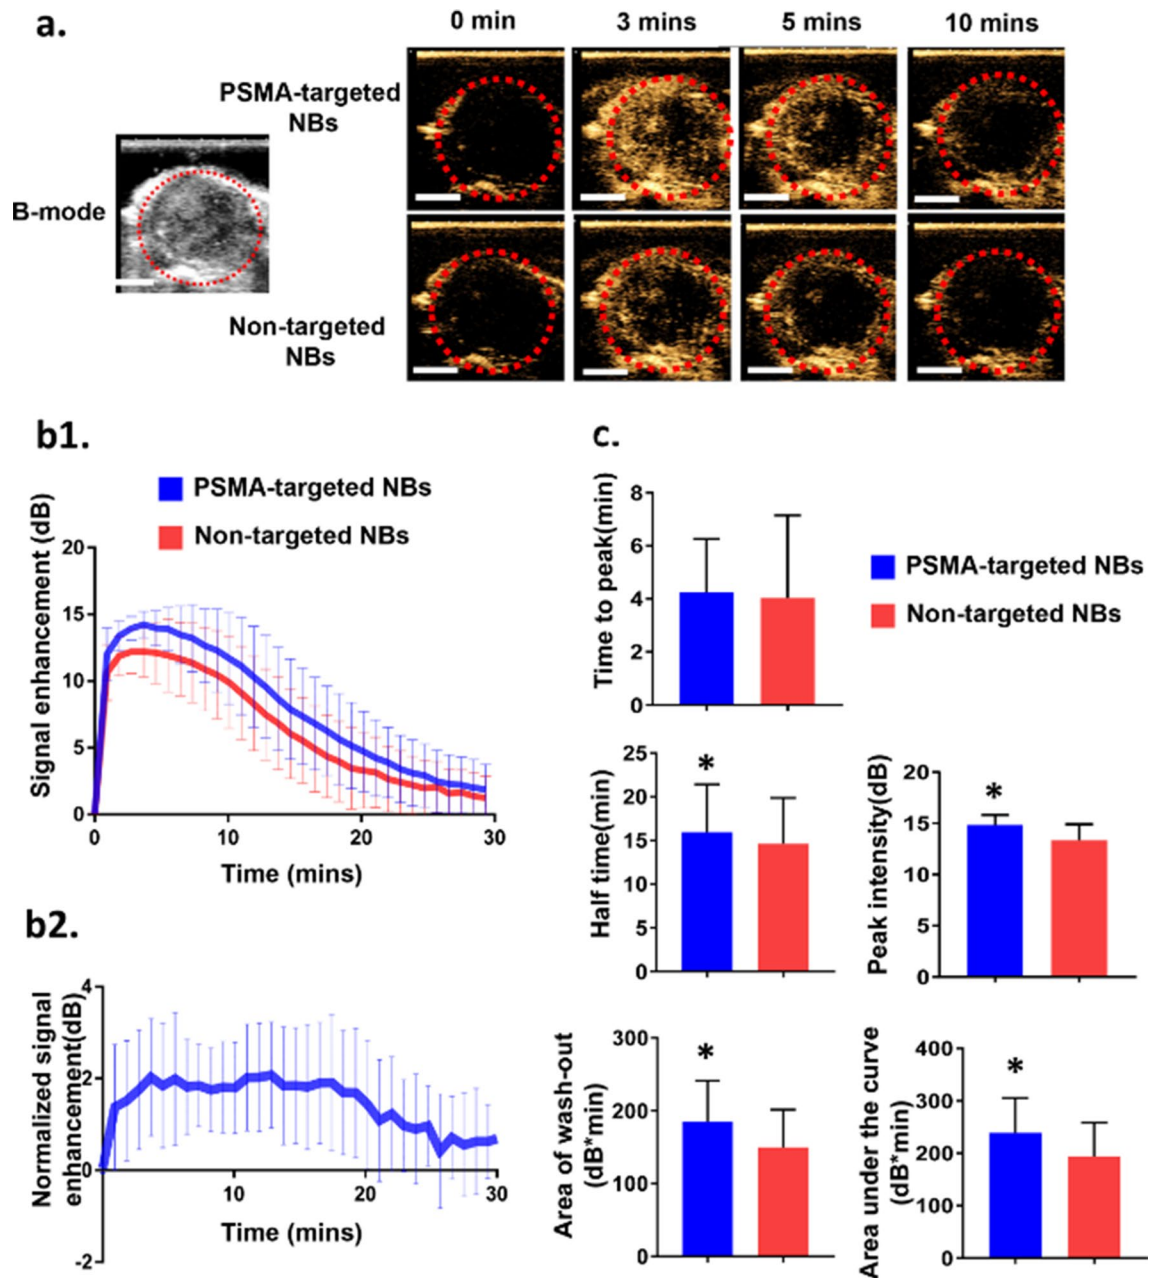 a.
0 min
3 mins
5 mins
10 mins
PSMA-targeted
NBs
B-mode
Non-targeted
NBs
b1.
PSMA-targeted NBs
Non-targeted NBs
Signal enhancement (dB)
20
15
10
5
0
0
10
20
30
Time (mins)
b2.
Normalized signal
enhancement(dB)
4
2
0
-2
10
20
30
Time (mins)
c.
Time to peak(min)
8
6
4
2
0
PSMA-targeted NBs
Non-targeted NBs
Half time(min)
25
20
15
10
5
0
*
Peak intensity(dB)
20
15
10
5
0
*
Area of wash-out
(dB*min)
300
200
100
0
*
Area under the curve
(dB*min)
400
300
200
100
0
*